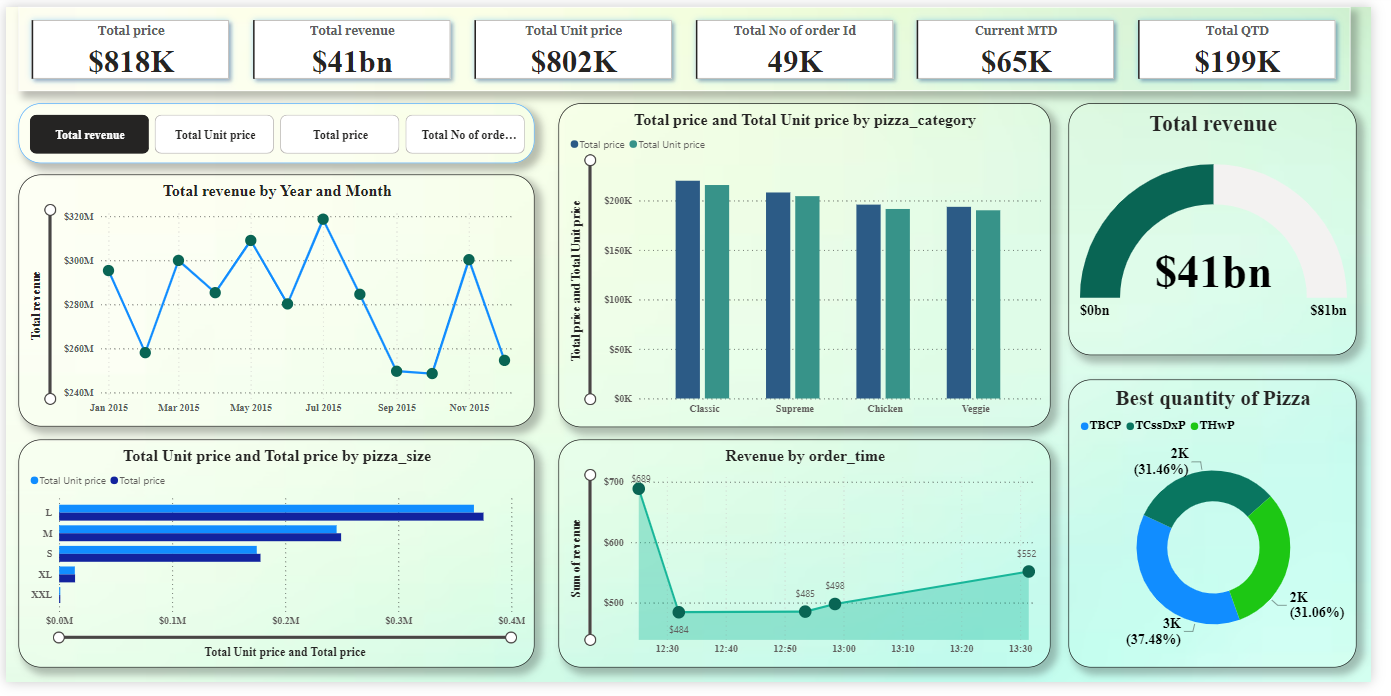 Total price
$818K
Total revenue
$41bn
Total Unit price
$802K
Total No of order Id
49K
Current MTD
$65K
Total QTD
$199K
Total revenue
Total Unit price
Total price
Total No of orde...
Total revenue by Year and Month
Total revenue
$320M
$300M
$280M
$260M
$240M
Jan 2015 Mar 2015 May 2015 Jul 2015 Sep 2015 Nov 2015
Total price and Total Unit price by pizza_category
Total price Total Unit price
Total price and Total Unit price
$200K
$150K
$100K
$50K
$0K
Classic Supreme Chicken Veggie
Total revenue
$41bn
$0bn $81bn
Total Unit price and Total price by pizza_size
Total Unit price Total price
L
M
S
XL
XXL
$0.0M $0.1M $0.2M $0.3M $0.4M
Total Unit price and Total price
Revenue by order_time
Sum of revenue
$700
$600
$500
$689
$484
$485
$498
$552
12:30 12:40 12:50 13:00 13:10 13:20 13:30
Best quantity of Pizza
TBCP TCssDxP THwP
2K
(31.46%)
2K
(31.06%)
3K
(37.48%)